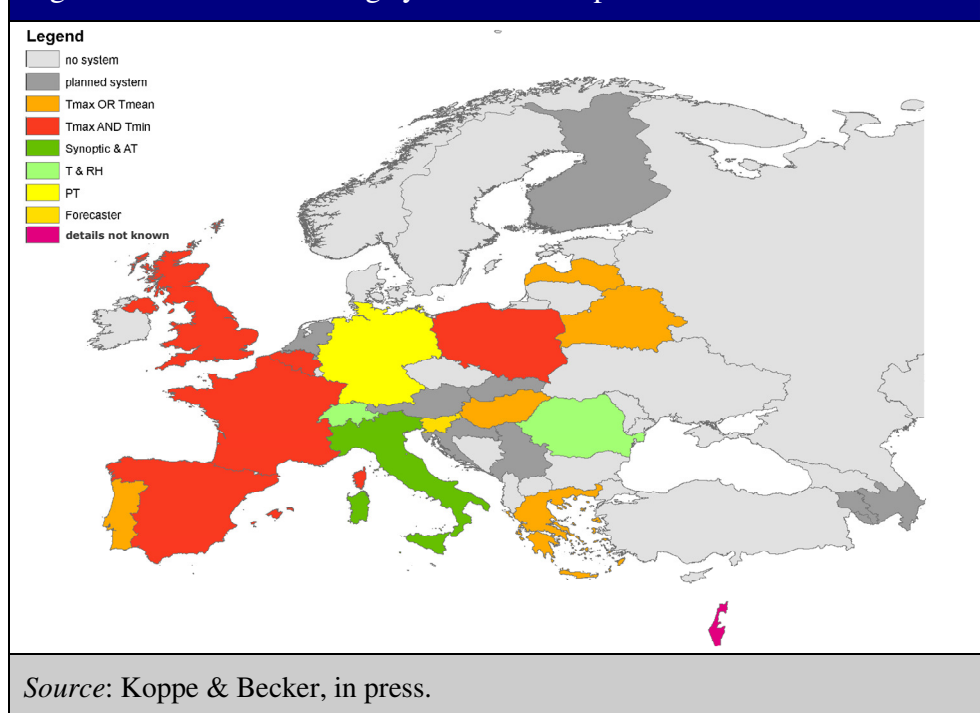 Legend
no system
planned system
Tmax OR Tmean
Tmax AND Tmin
Synoptic & AT
T & RH
PT
Forecaster
details not known
Source: Koppe & Becker, in press.